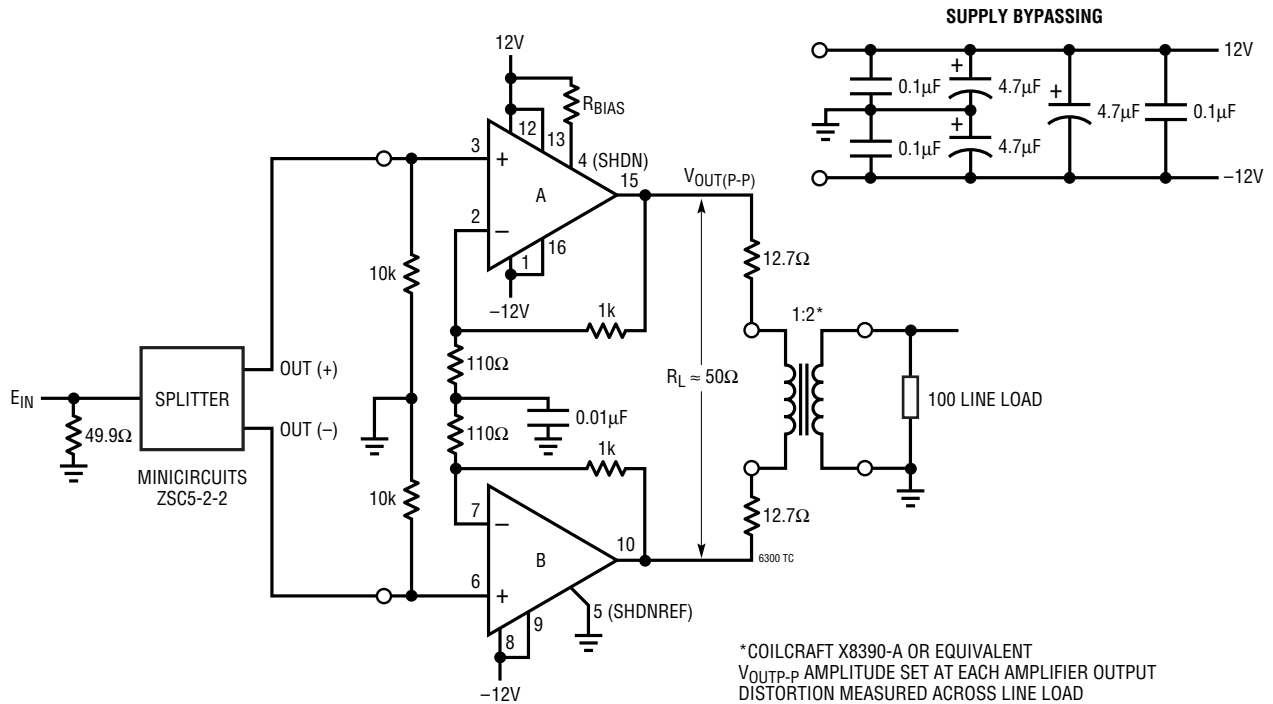 SUPPLY BYPASSING
12V
12V
0.1µF
+
4.7µF
+
4.7µF
0.1µF
0.1µF
+
4.7µF
–12V
RBIAS
12
13
3
+
4 (SHDN)
15
VOUT(P-P)
A
2
–
1
16
–12V
12.7Ω
10k
1k
1:2*
110Ω
RL ≈ 50Ω
EIN
SPLITTER
OUT (+)
OUT (–)
49.9Ω
0.01µF
100 LINE LOAD
110Ω
1k
MINICIRCUITS
ZSC5-2-2
10k
7
–
10
12.7Ω
B
6300 TC
6
+
5 (SHDNREF)
8
9
–12V
*COILCRAFT X8390-A OR EQUIVALENT
VOUTP-P AMPLITUDE SET AT EACH AMPLIFIER OUTPUT
DISTORTION MEASURED ACROSS LINE LOAD